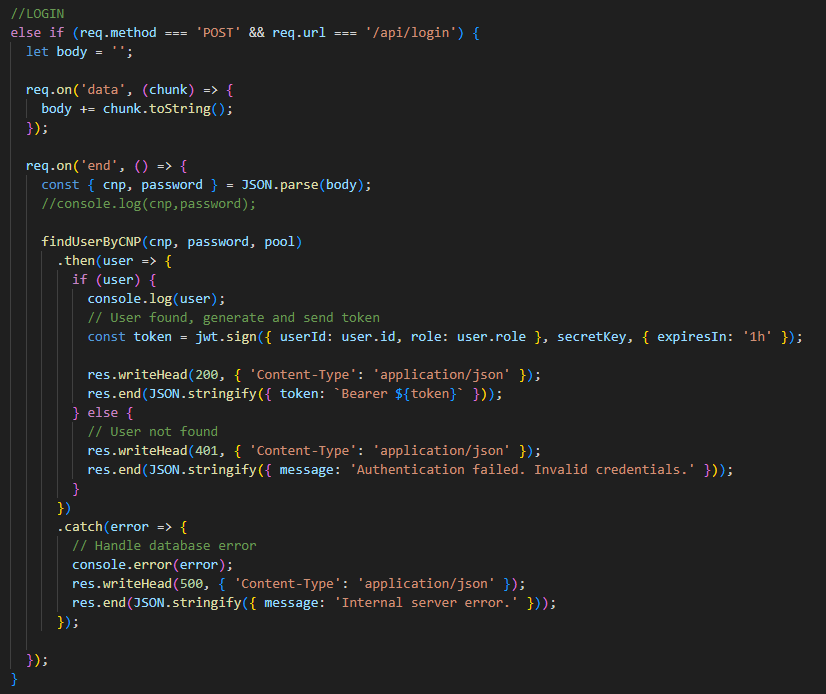 //LOGIN
else if (req.method === 'POST' && req.url === '/api/login') {
let body = '';
req.on('data', (chunk) => {
body += chunk.toString();
});
req.on('end', () => {
const { cnp, password } = JSON.parse(body);
//console.log(cnp,password);
findUserByCNP(cnp, password, pool)
.then(user => {
if (user) {
console.log(user);
// User found, generate and send token
const token = jwt.sign({ userId: user.id, role: user.role }, secretKey, { expiresIn: '1h' });
res.writeHead(200, { 'Content-Type': 'application/json' });
res.end(JSON.stringify({ token: `Bearer ${token}` }));
} else {
// User not found
res.writeHead(401, { 'Content-Type': 'application/json' });
res.end(JSON.stringify({ message: 'Authentication failed. Invalid credentials.' }));
}
})
.catch(error => {
// Handle database error
console.error(error);
res.writeHead(500, { 'Content-Type': 'application/json' });
res.end(JSON.stringify({ message: 'Internal server error.' }));
});
});
}